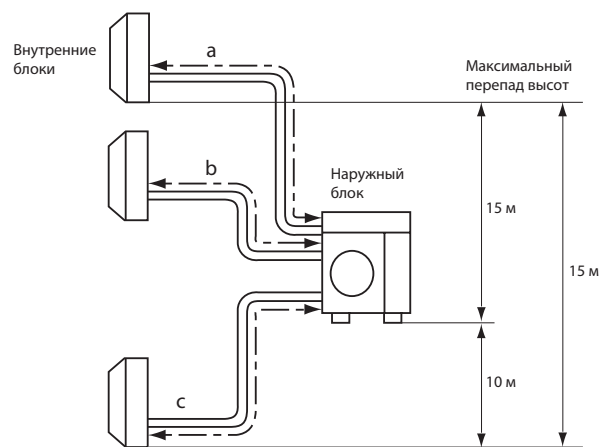 Внутренние
блоки
a
Максимальный
перепад высот
b
Наружный
блок
15 м
15 м
c
10 м